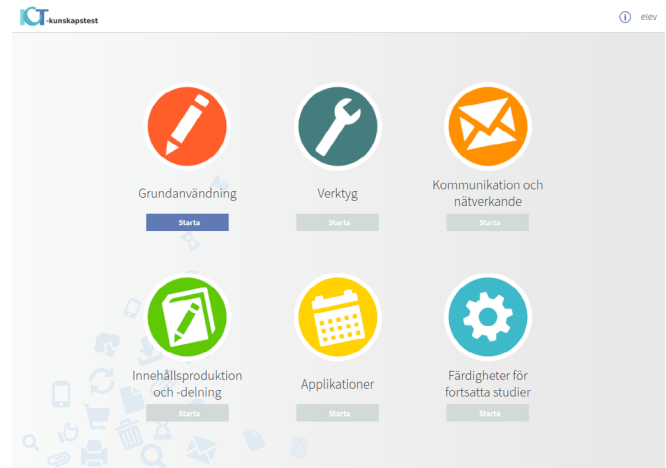 ICT-kunskapstest
elev
Grundanvändning
Verktyg
Kommunikation och
nätverkande
Starta
Starta
Starta
Innehållsproduktion
och -delning
Applikationer
Färdigheter för
fortsatta studier
Starta
Starta
Starta